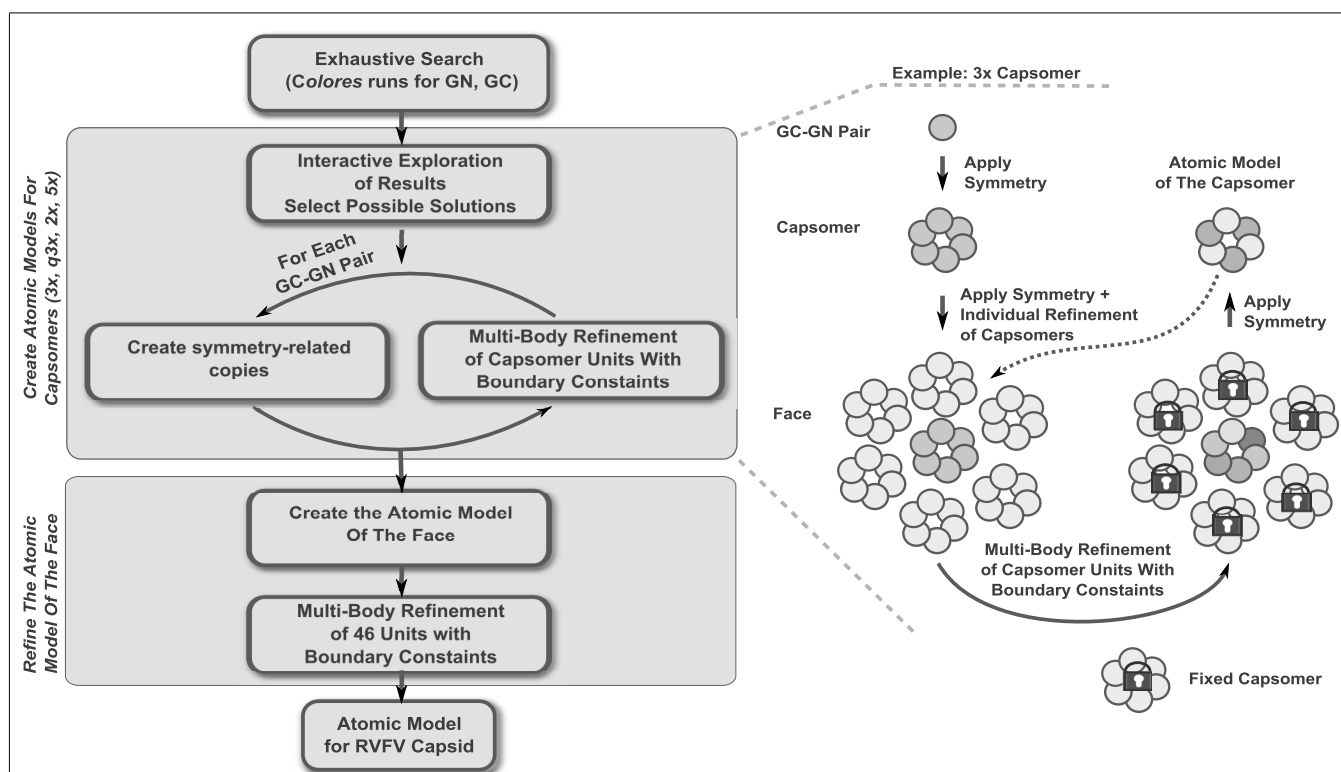 Exhaustive Search
(Colores runs for GN, GC)
Create Atomic Models For
Capsomers (3x, q3x, 2x, 5x)
Interactive Exploration
of Results
Select Possible Solutions
For Each
GC-GN Pair
Create symmetry-related
copies
Multi-Body Refinement
of Capsomer Units With
Boundary Constaints
Refine The Atomic
Model Of The Face
Create the Atomic Model
Of The Face
Multi-Body Refinement
of 46 Units with
Boundary Constaints
Atomic Model
for RVFV Capsid
Example: 3x Capsomer
GC-GN Pair
Apply
Symmetry
Atomic Model
of The Capsomer
Capsomer
Apply Symmetry +
Individual Refinement
of Capsomers
Apply
Symmetry
Face
Multi-Body Refinement
of Capsomer Units With
Boundary Constaints
Fixed Capsomer